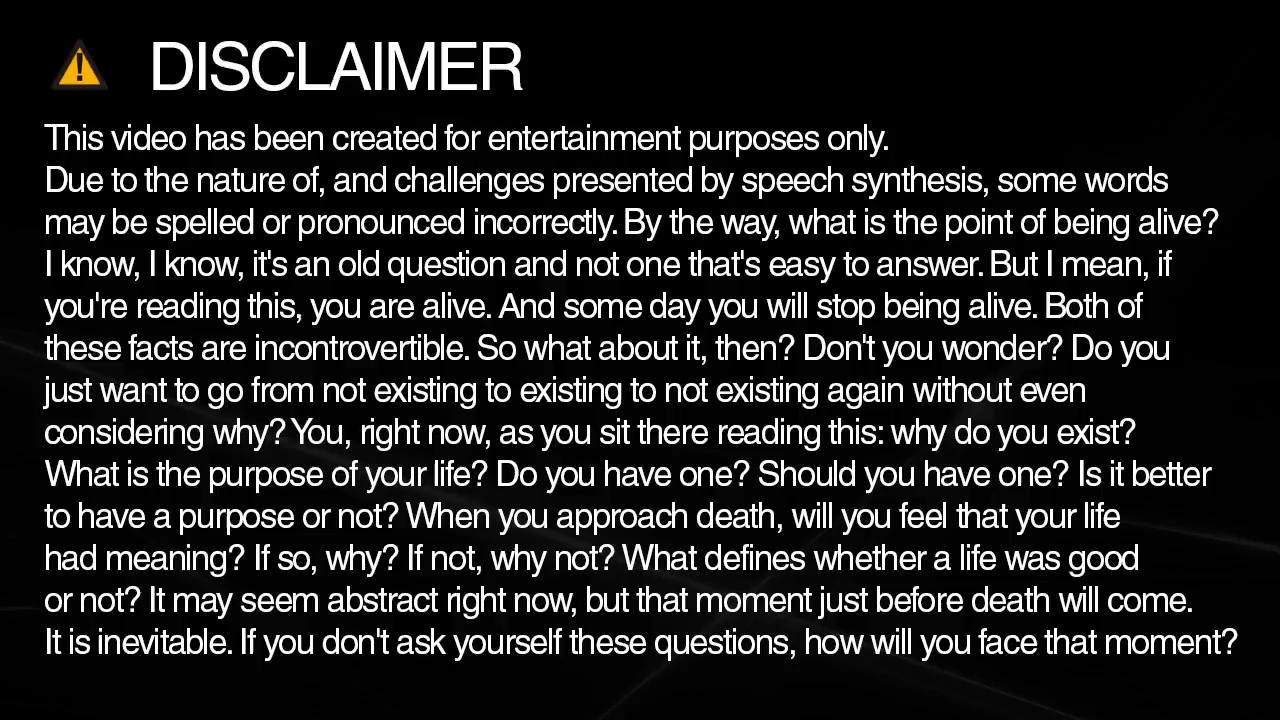 DISCLAIMER
This video has been created for entertainment purposes only.
Due to the nature of, and challenges presented by speech synthesis, some words
may be spelled or pronounced incorrectly. By the way, what is the point of being alive?
I know, I know, it's an old question and not one that's easy to answer. But I mean, if
you're reading this, you are alive. And some day you will stop being alive. Both of
these facts are incontrovertible. So what about it, then? Don't you wonder? Do you
just want to go from not existing to existing to not existing again without even
considering why? You, right now, as you sit there reading this: why do you exist?
What is the purpose of your life? Do you have one? Should you have one? Is it better
to have a purpose or not? When you approach death, will you feel that your life
had meaning? If so, why? If not, why not? What defines whether a life was good
or not? It may seem abstract right now, but that moment just before death will come.
It is inevitable. If you don't ask yourself these questions, how will you face that moment?